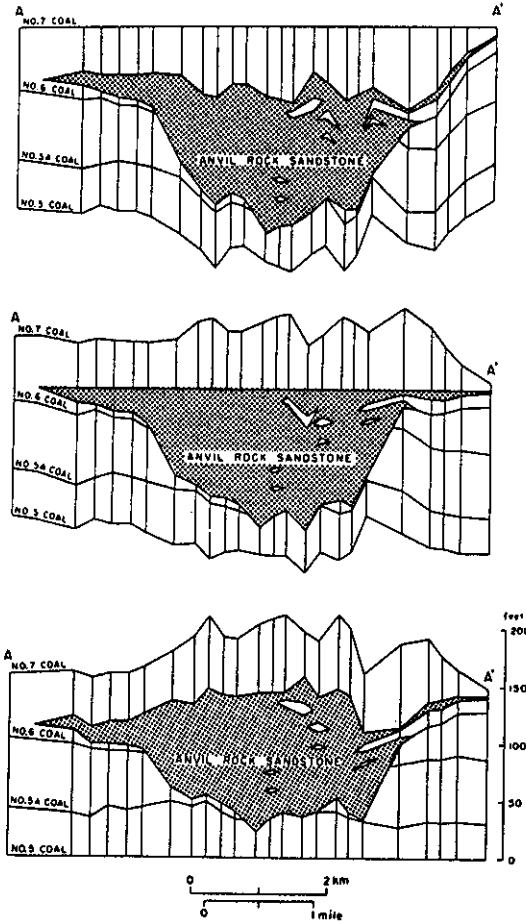 A A'
NO.7 COAL
NO.6 COAL
ANVIL ROCK SANDSTONE
NO.5A COAL
NO.5 COAL
A
NO.7 COAL
A'
NO.6 COAL
ANVIL ROCK SANDSTONE
NO.5A COAL
NO.5 COAL
feet
200
A
NO.7 COAL
A'
150
NO.6 COAL
100
ANVIL ROCK SANDSTONE
NO.5A COAL
50
NO.5 COAL
0
0 2 km
0 1 mile